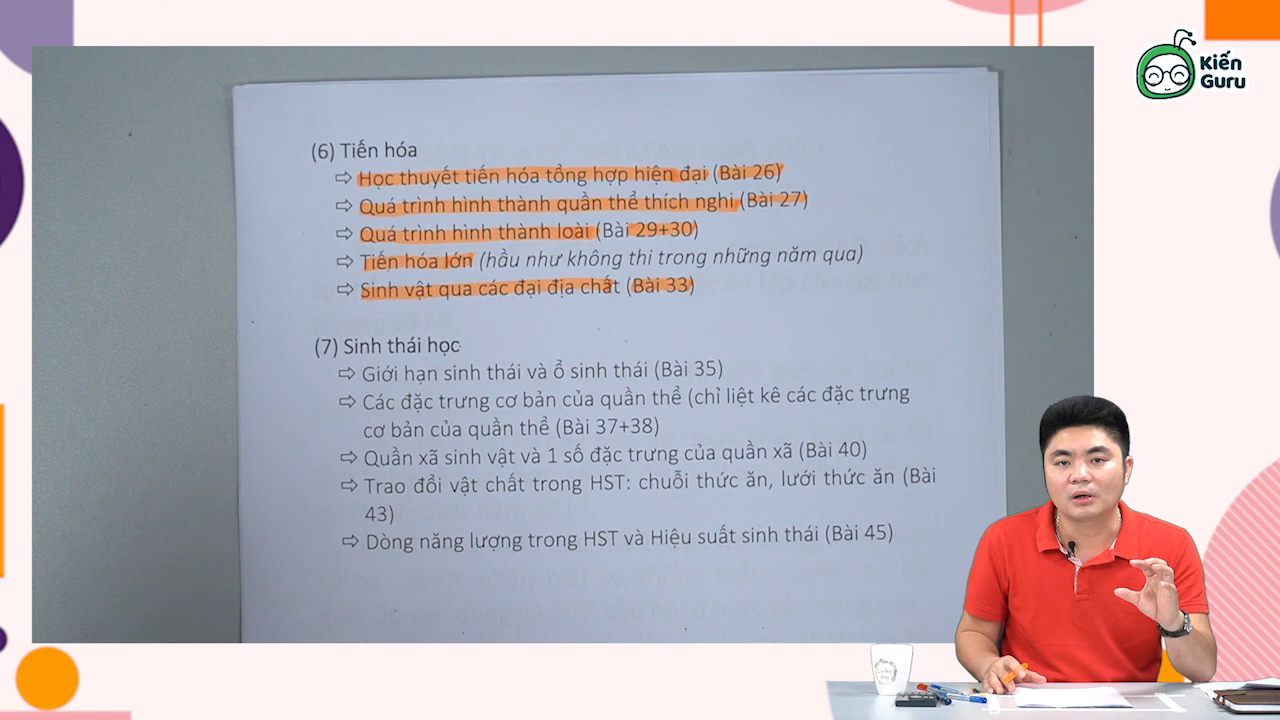 Kiến
Guru
(6) Tiến hóa
⇨ Học thuyết tiến hóa tổng hợp hiện đại (Bài 26)
⇨ Quá trình hình thành quần thể thích nghi (Bài 27)
⇨ Quá trình hình thành loài (Bài 29+30)
⇨ Tiến hóa lớn (hầu như không thi trong những năm qua)
⇨ Sinh vật qua các đại địa chất (Bài 33)
(7) Sinh thái học
⇨ Giới hạn sinh thái và ổ sinh thái (Bài 35)
⇨ Các đặc trưng cơ bản của quần thể (chỉ liệt kê các đặc trưng
cơ bản của quần thể (Bài 37+38)
⇨ Quần xã sinh vật và 1 số đặc trưng của quần xã (Bài 40)
⇨ Trao đổi vật chất trong HST: chuỗi thức ăn, lưới thức ăn (Bài
43)
⇨ Dòng năng lượng trong HST và Hiệu suất sinh thái (Bài 45)